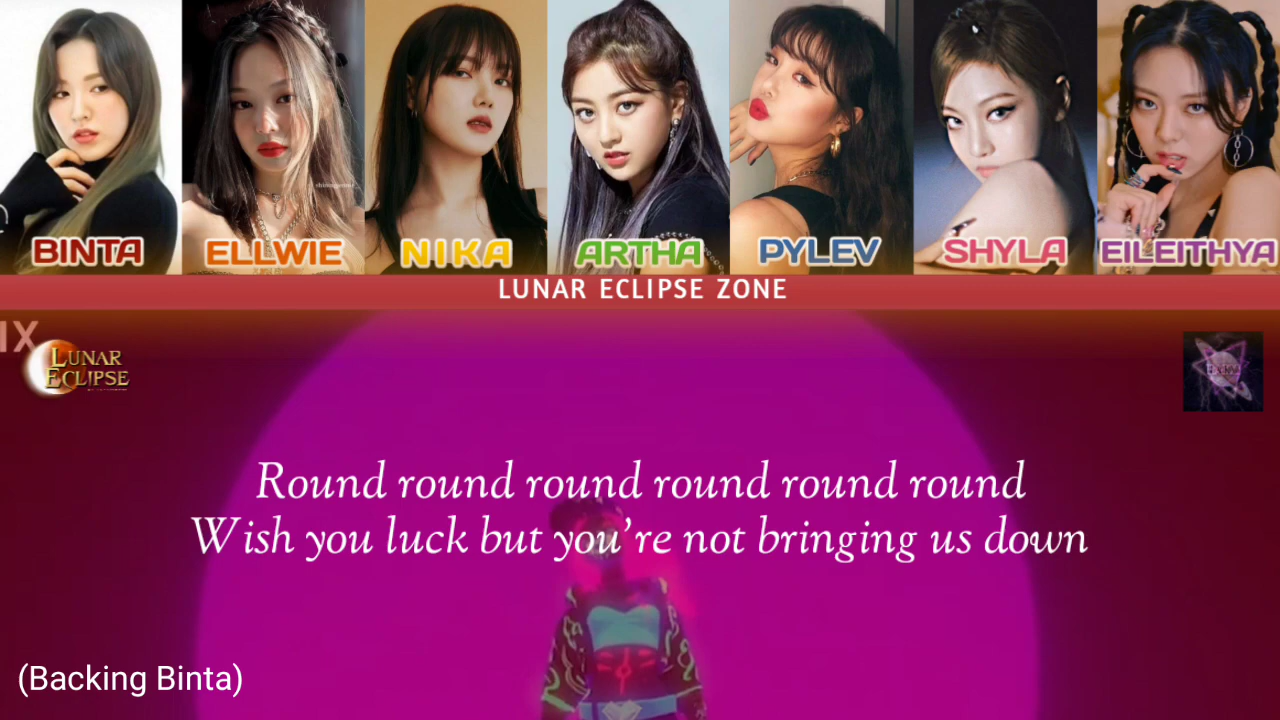 BINTA
ELLWIE
NIKA
ARTHA
PYLEV
SHYLA
EILEITHYA
LUNAR ECLIPSE ZONE
IX
LUNAR
ECLIPSE
Round round round round round round
Wish you luck but you're not bringing us down
(Backing Binta)